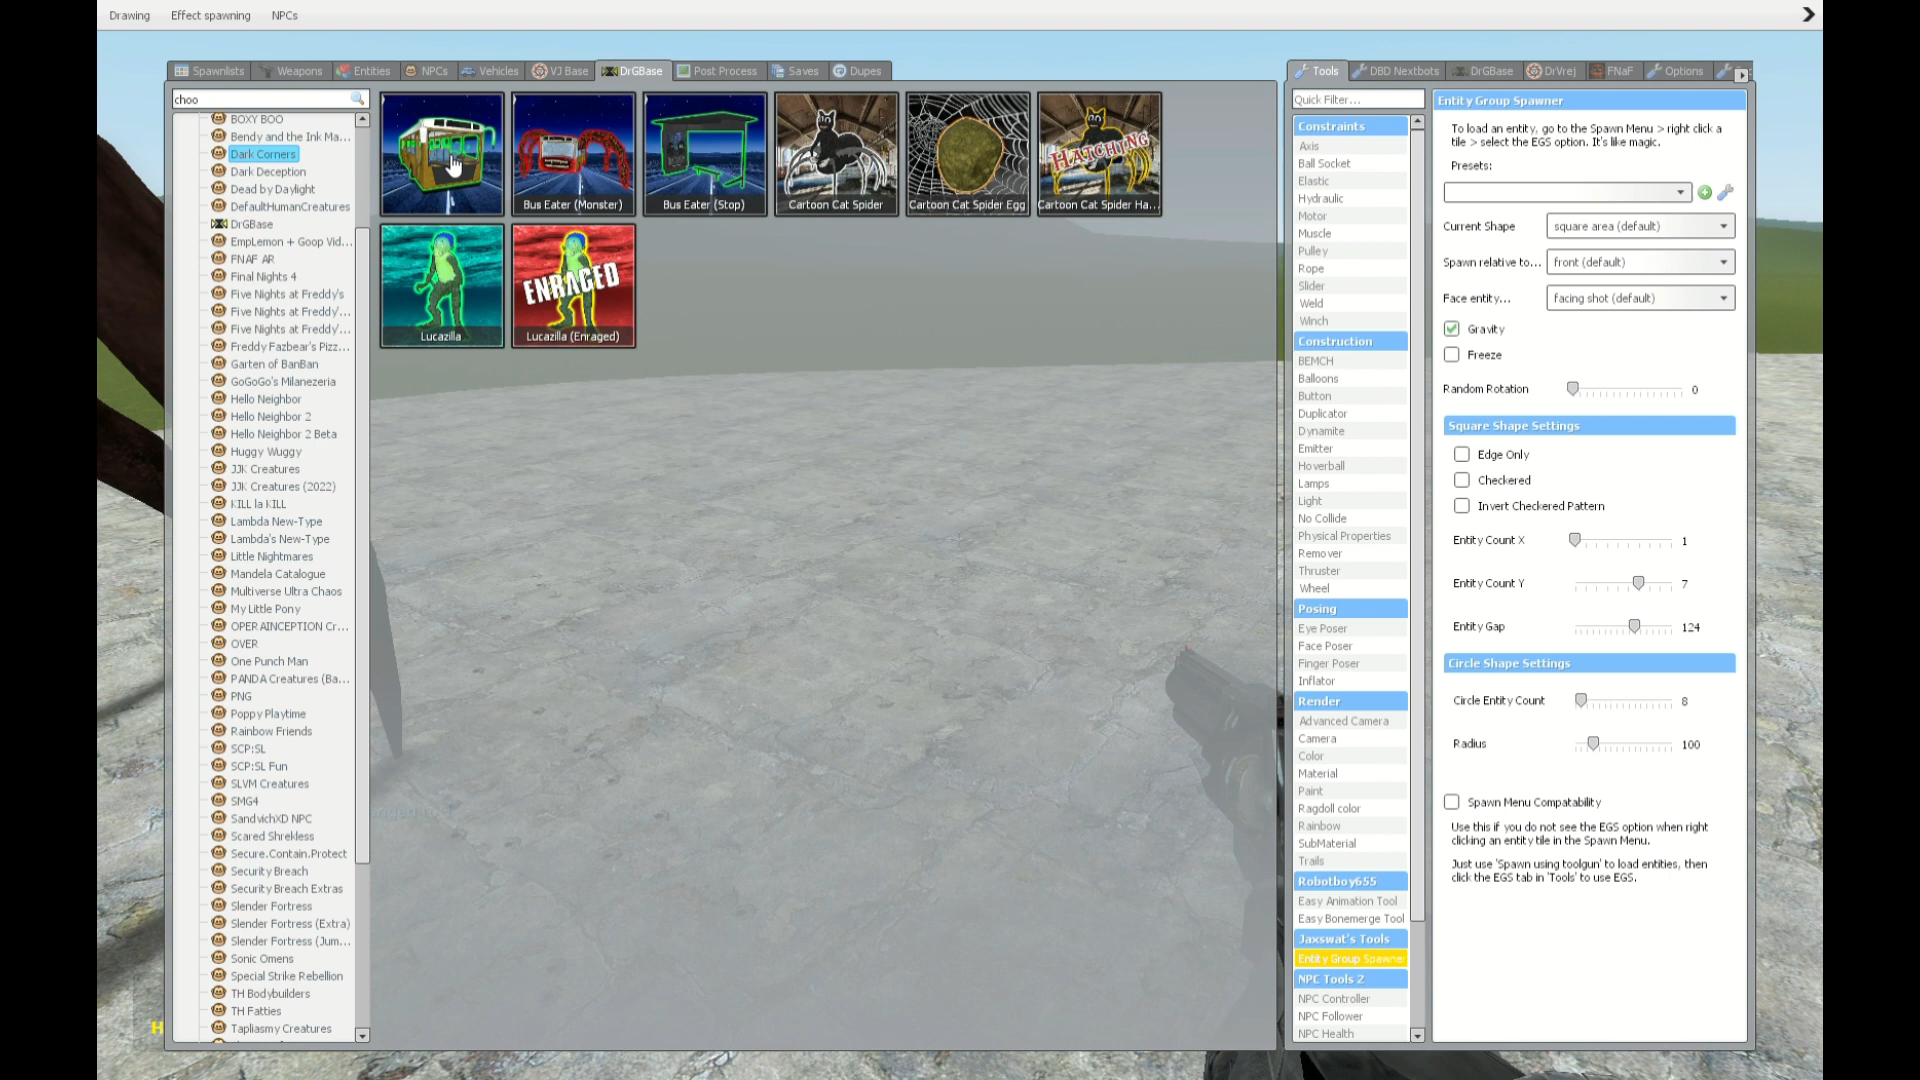 Drawing
Effect spawning
NPCs
Spawnlists
Weapons
Entities
NPCs
Vehicles
VJ Base
DrGBase
Post Process
Saves
Dupes
choo
BOXY BOO
Bendy and the Ink Ma...
Dark Corners
Dark Deception
Dead by Daylight
DefaultHumanCreatures
DrGBase
EmpLemon + Goop Vid...
FNAF AR
Final Nights 4
Five Nights at Freddy's
Five Nights at Freddy'...
Five Nights at Freddy'...
Freddy Fazbear's Pizz...
Garten of BanBan
GoGoGo's Milanezeria
Hello Neighbor
Hello Neighbor 2
Hello Neighbor 2 Beta
Huggy Wuggy
JJK Creatures
JJK Creatures (2022)
KILL la KILL
Lambda New-Type
Lambda's New-Type
Little Nightmares
Mandela Catalogue
Multiverse Ultra Chaos
My Little Pony
OPERAINCEPTION Cr...
OVER
One Punch Man
PANDA Creatures (Ba...
PNG
Poppy Playtime
Rainbow Friends
SCP:SL
SCP:SL Fun
SLVM Creatures
SMG4
SandvichXD NPC
Scared Shrekless
Secure.Contain.Protect
Security Breach
Security Breach Extras
Slender Fortress
Slender Fortress (Extra)
Slender Fortress (Jum...
Sonic Omens
Special Strike Rebellion
TH Bodybuilders
TH Fatties
Tapliasmy Creatures
Bus Eater (Monster)
Bus Eater (Stop)
Cartoon Cat Spider
Cartoon Cat Spider Egg
HATCHING
Cartoon Cat Spider Ha...
Lucazilla
ENRAGED
Lucazilla (Enraged)
H
Tools
DBD Nextbots
DrGBase
DrVrej
FNaF
Options
Quick Filter...
Constraints
Axis
Ball Socket
Elastic
Hydraulic
Motor
Muscle
Pulley
Rope
Slider
Weld
Winch
Construction
BEMCH
Balloons
Button
Duplicator
Dynamite
Emitter
Hoverball
Lamps
Light
No Collide
Physical Properties
Remover
Thruster
Wheel
Posing
Eye Poser
Face Poser
Finger Poser
Inflator
Render
Advanced Camera
Camera
Color
Material
Paint
Ragdoll color
Rainbow
SubMaterial
Trails
Robotboy655
Easy Animation Tool
Easy Bonemerge Tool
Jaxswat's Tools
Entity Group Spawner
NPC Tools 2
NPC Controller
NPC Follower
NPC Health
Entity Group Spawner
To load an entity, go to the Spawn Menu > right click a
tile > select the EGS option. It's like magic.
Presets:
Current Shape
square area (default)
Spawn relative to...
front (default)
Face entity...
facing shot (default)
Gravity
Freeze
Random Rotation
0
Square Shape Settings
Edge Only
Checkered
Invert Checkered Pattern
Entity Count X
1
Entity Count Y
7
Entity Gap
124
Circle Shape Settings
Circle Entity Count
8
Radius
100
Spawn Menu Compatability
Use this if you do not see the EGS option when right
clicking an entity tile in the Spawn Menu.
Just use 'Spawn using toolgun' to load entities, then
click the EGS tab in 'Tools' to use EGS.